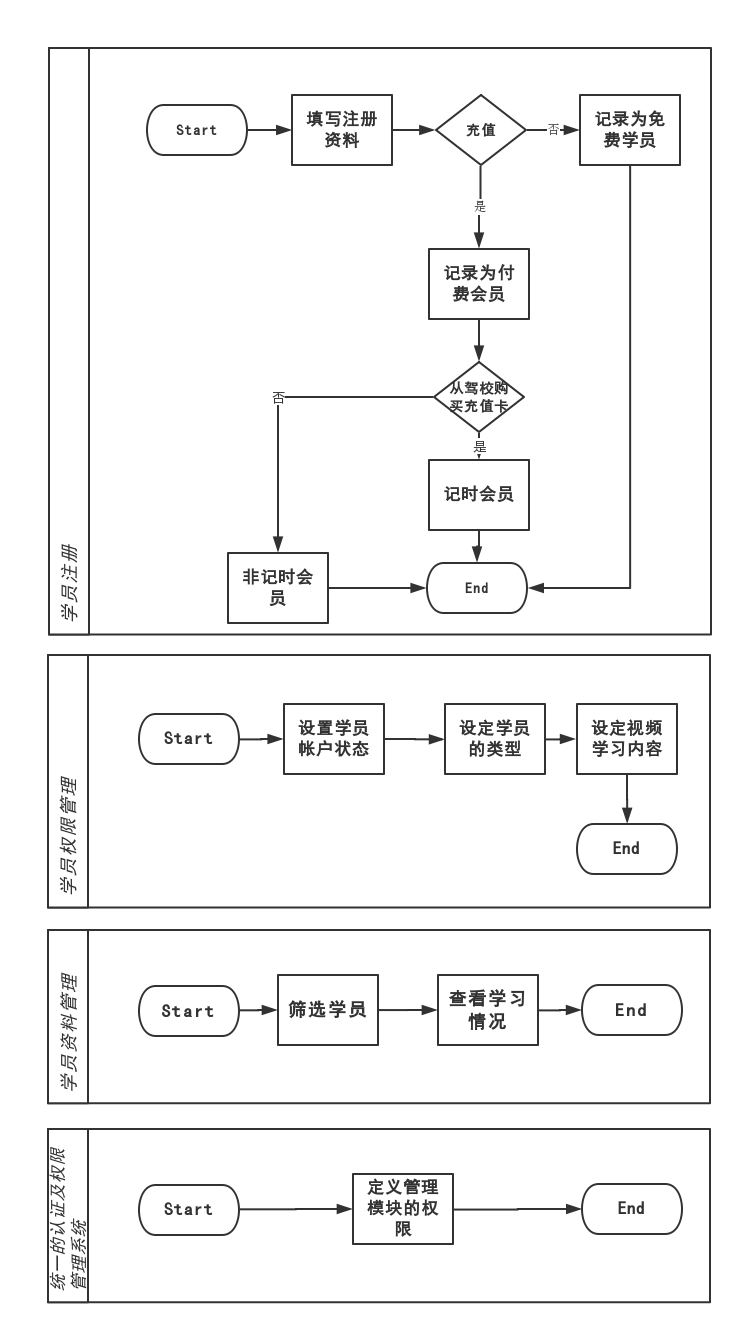 Start
填写注册
资料
充值
否
记录为免
费学员
是
记录为付
费会员
从驾校购
买充值卡
否
是
记时会员
非记时会
员
End
学员注册
Start
设置学员
帐户状态
设定学员
的类型
设定视频
学习内容
End
学员权限管理
Start
筛选学员
查看学习
情况
End
学员资料管理
Start
定义管理
模块的权
限
End
统一的认证及权限
管理系统